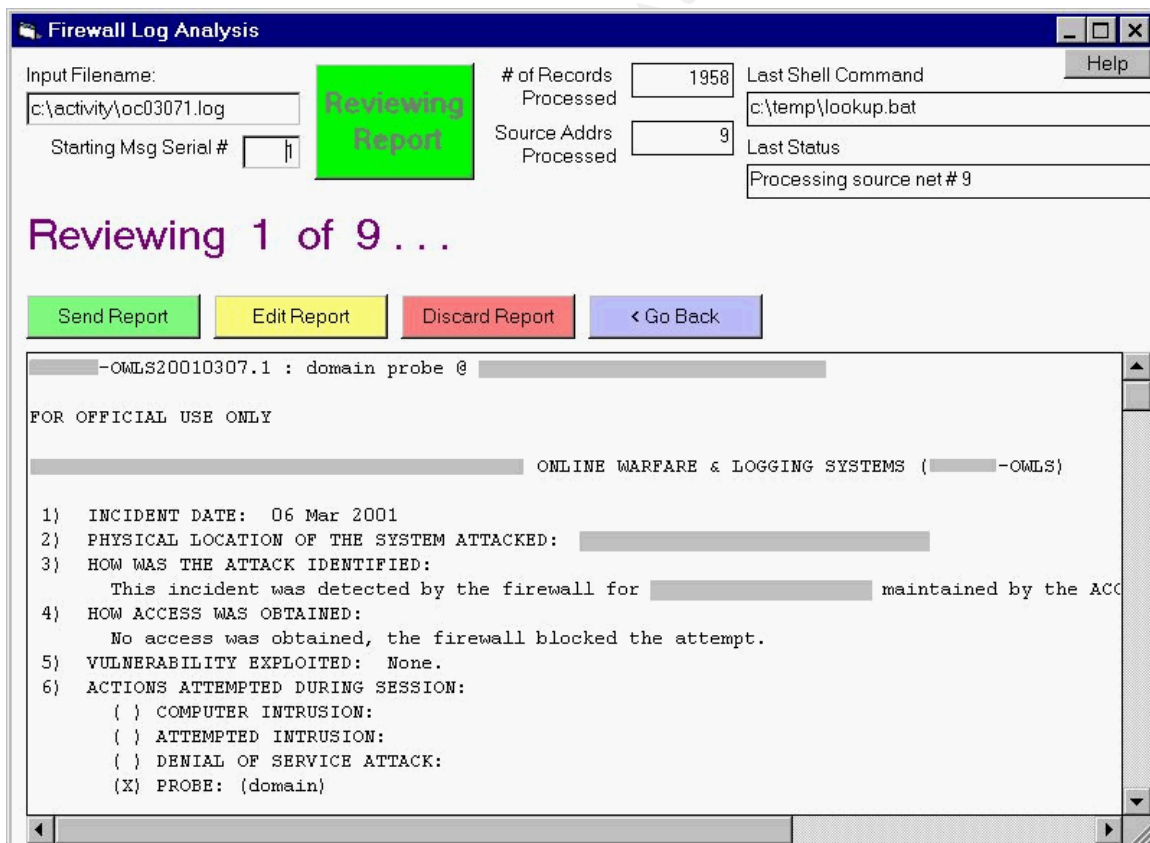 Firewall Log Analysis
Help
Input Filename:
c:\activity\oc03071.log
Starting Msg Serial # 1
Reviewing
Report
# of Records
Processed
1958
Source Addrs
Processed
9
Last Shell Command
c:\temp\lookup.bat
Last Status
Processing source net # 9
Reviewing 1 of 9 . . .
Send Report
Edit Report
Discard Report
< Go Back
-OWLS20010307.1 : domain probe @
FOR OFFICIAL USE ONLY
ONLINE WARFARE & LOGGING SYSTEMS ( -OWLS)
1) INCIDENT DATE: 06 Mar 2001
2) PHYSICAL LOCATION OF THE SYSTEM ATTACKED:
3) HOW WAS THE ATTACK IDENTIFIED:
This incident was detected by the firewall for maintained by the ACC
4) HOW ACCESS WAS OBTAINED:
No access was obtained, the firewall blocked the attempt.
5) VULNERABILITY EXPLOITED: None.
6) ACTIONS ATTEMPTED DURING SESSION:
( ) COMPUTER INTRUSION:
( ) ATTEMPTED INTRUSION:
( ) DENIAL OF SERVICE ATTACK:
(X) PROBE: (domain)